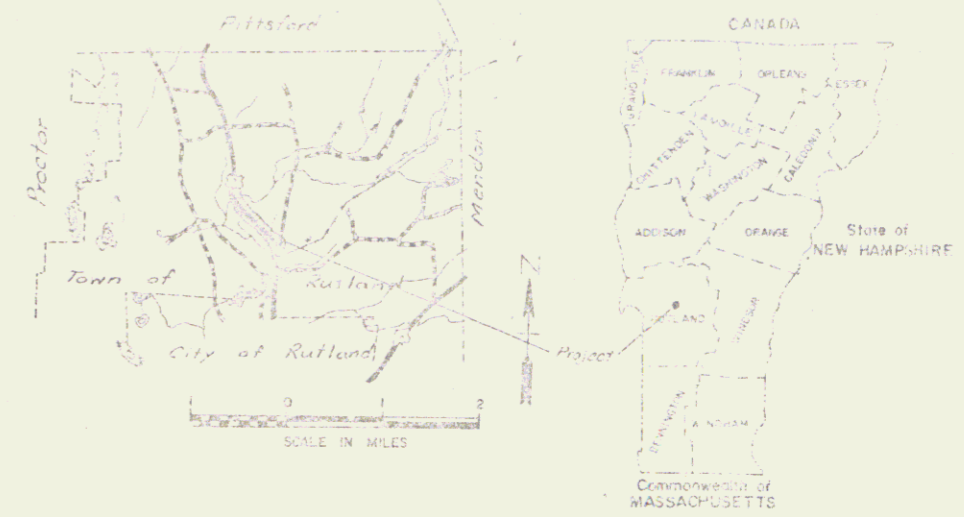 Pittsford
Proctor
Mendon
Town of Rutland
City of Rutland
N
Project
0 1 2
SCALE IN MILES
CANADA
GRAND ISLE
FRANKLIN
ORLEANS
ESSEX
LAMOILLE
CHITTENDEN
WASHINGTON
CALEDONIA
ADDISON
ORANGE
State of
NEW HAMPSHIRE
RUTLAND
WINDSOR
BENNINGTON
WINDHAM
Commonwealth of
MASSACHUSETTS